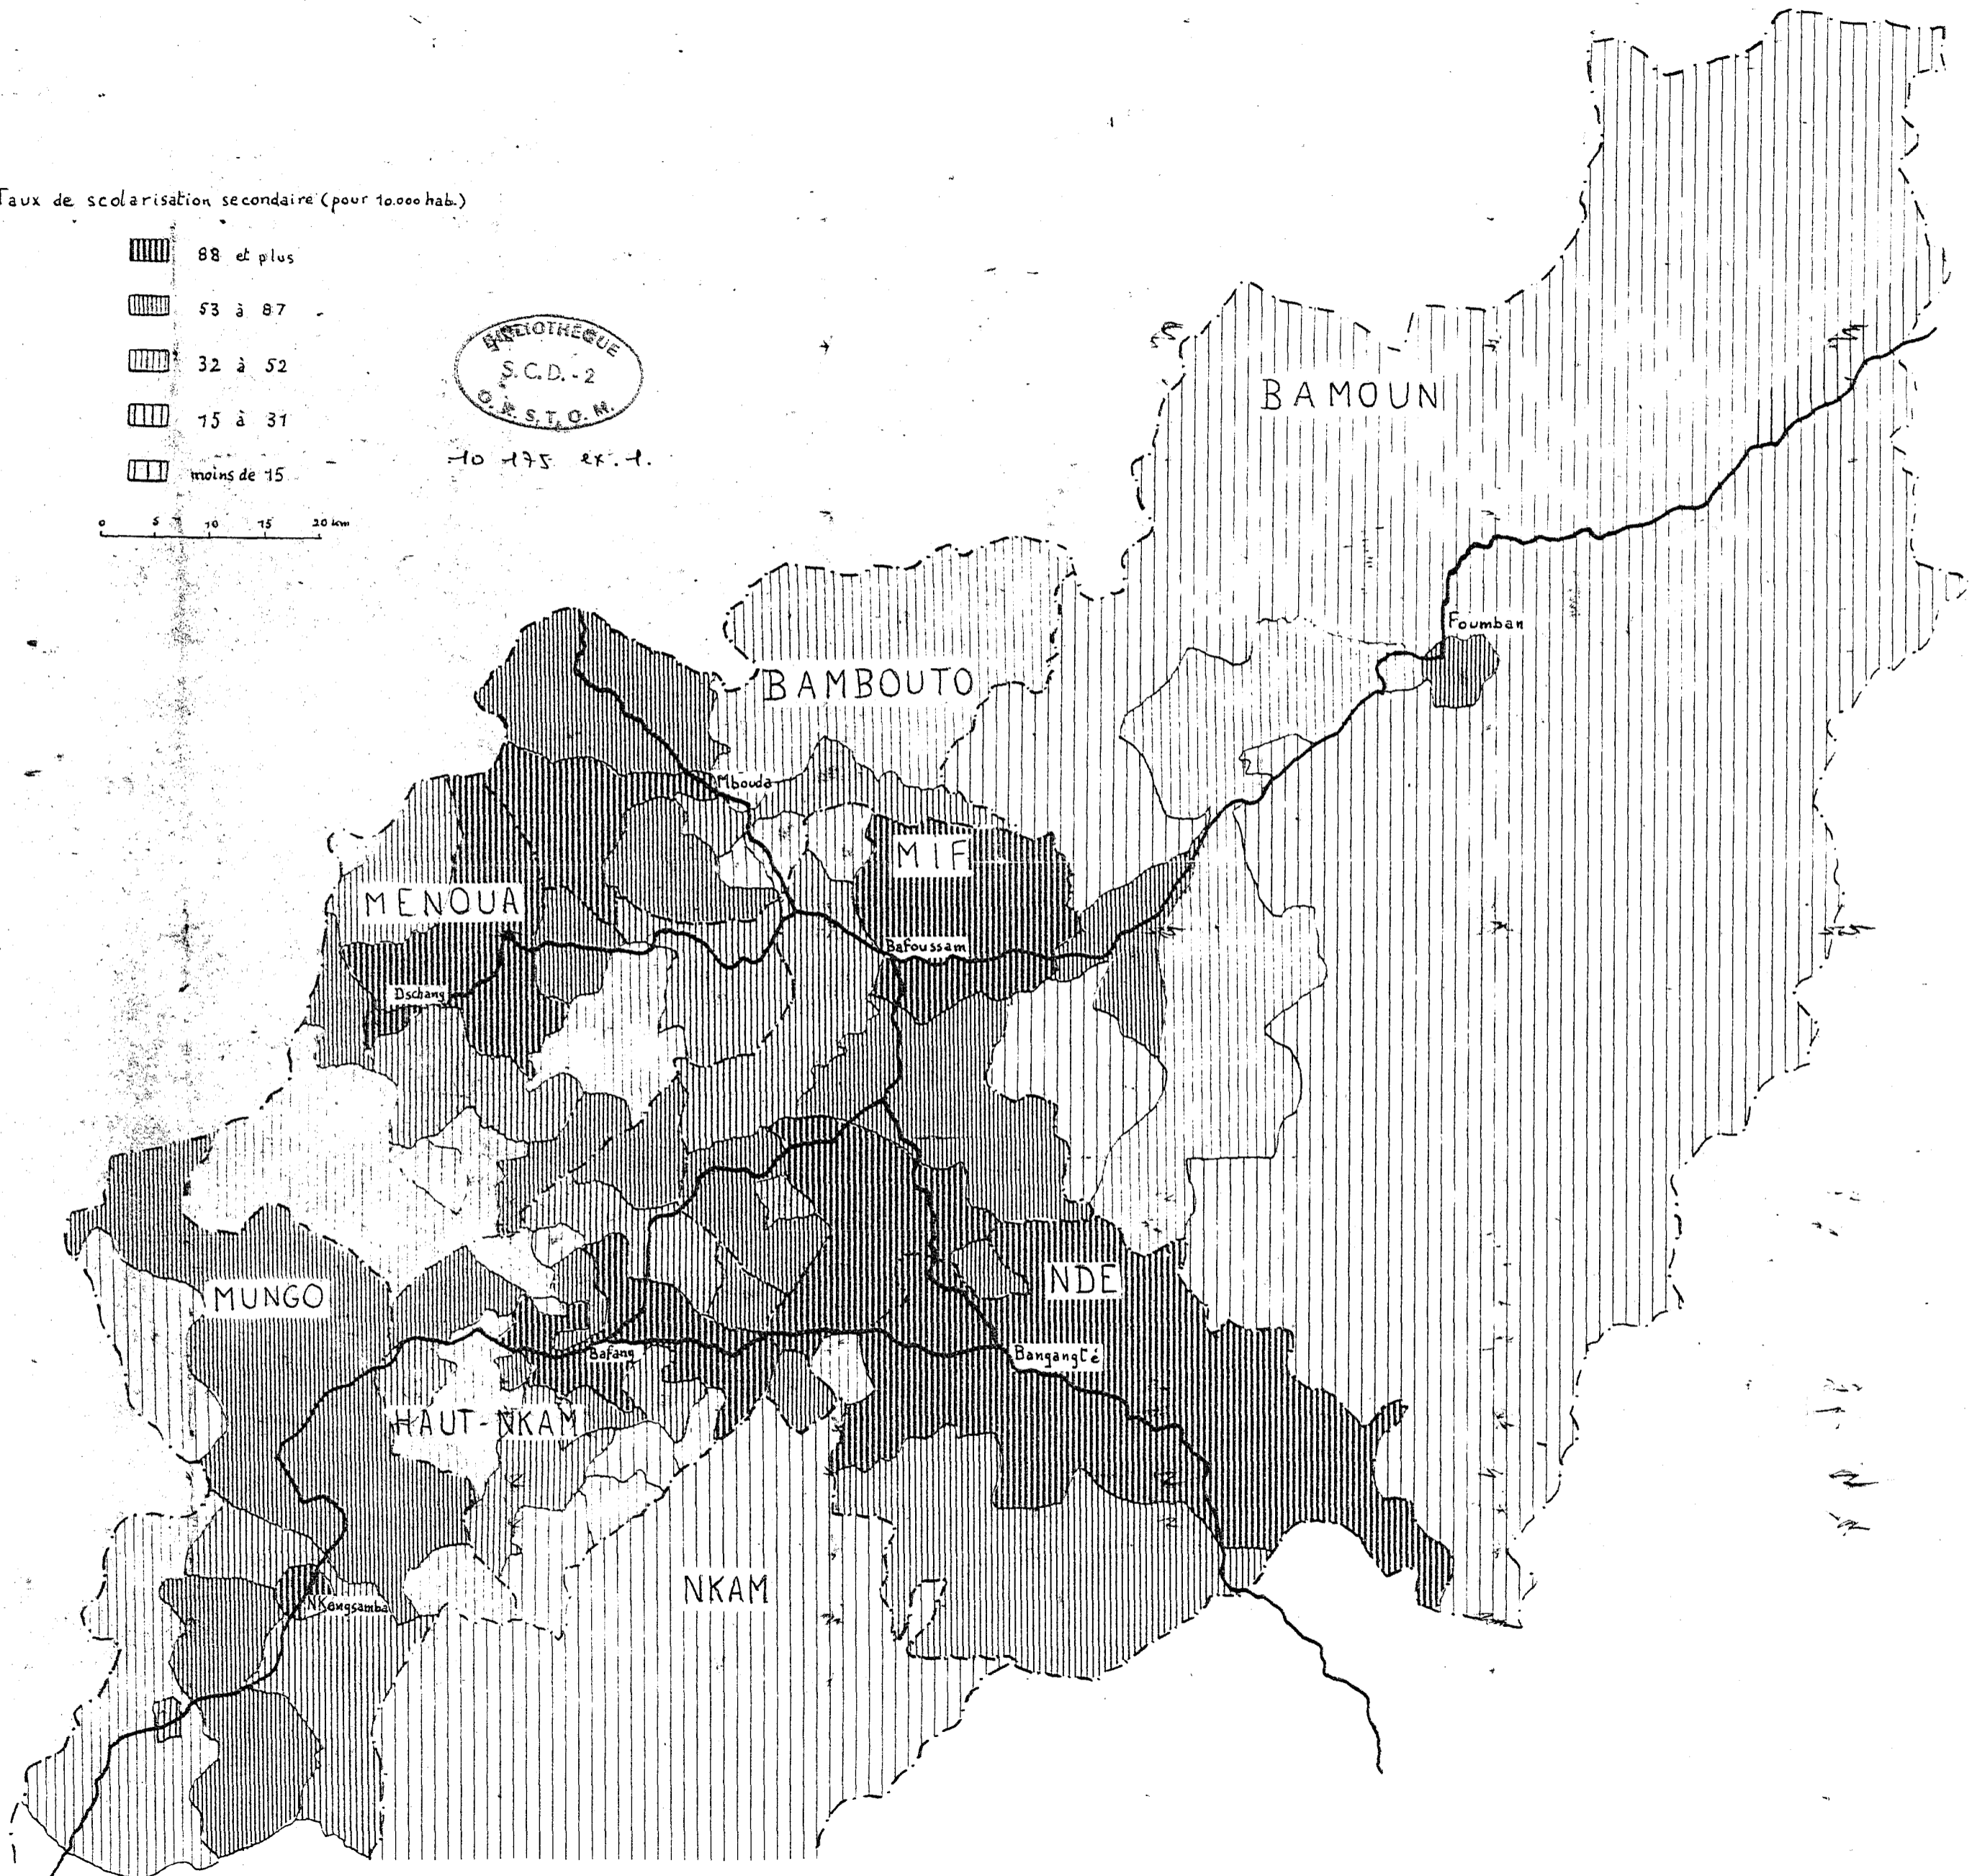 Taux de scolarisation secondaire (pour 10.000 hab.)
88 et plus
53 à 87
32 à 52
15 à 31
moins de 15
0 5 10 15 20 km
BIBLIOTHEQUE
S.C.D.-2
O.R.S.T.O.M.
10 175 ex. 1.
BAMOUN
Foumban
BAMBOUTO
Mbouda
MIF
MENOUA
Bafoussam
Dschang
NDE
MUNGO
Bafang
Bangangté
HAUT-NKAM
NKAM
NKongsamba